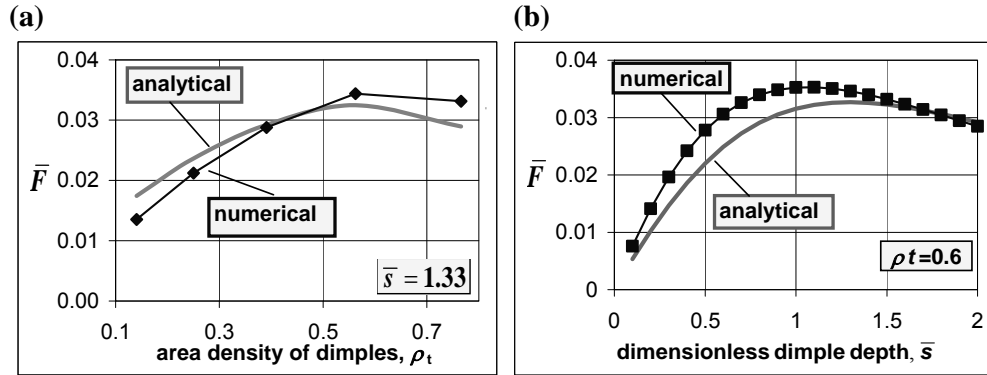 (a)
0.04
0.03
0.02
0.01
0.00
F̅
analytical
numerical
s̅ = 1.33
0.1 0.3 0.5 0.7
area density of dimples, ρt
(b)
0.04
0.03
0.02
0.01
0
F̅
numerical
analytical
ρt=0.6
0 0.5 1 1.5 2
dimensionless dimple depth, s̅